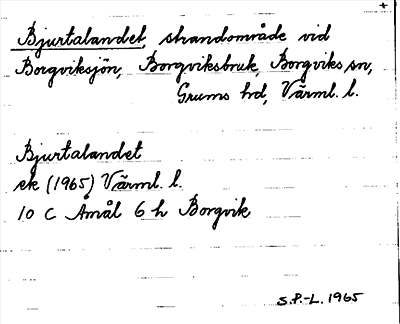 Bjurtalandet, strandområde vid
Borgviksjön, Borgviksbruk, Borgviks sn,
Grums hd, Värml. l.
Bjurtalandet
ek (1965) Värml. l.
10 C Åmål 6 h Borgvik
S.P.-L. 1965